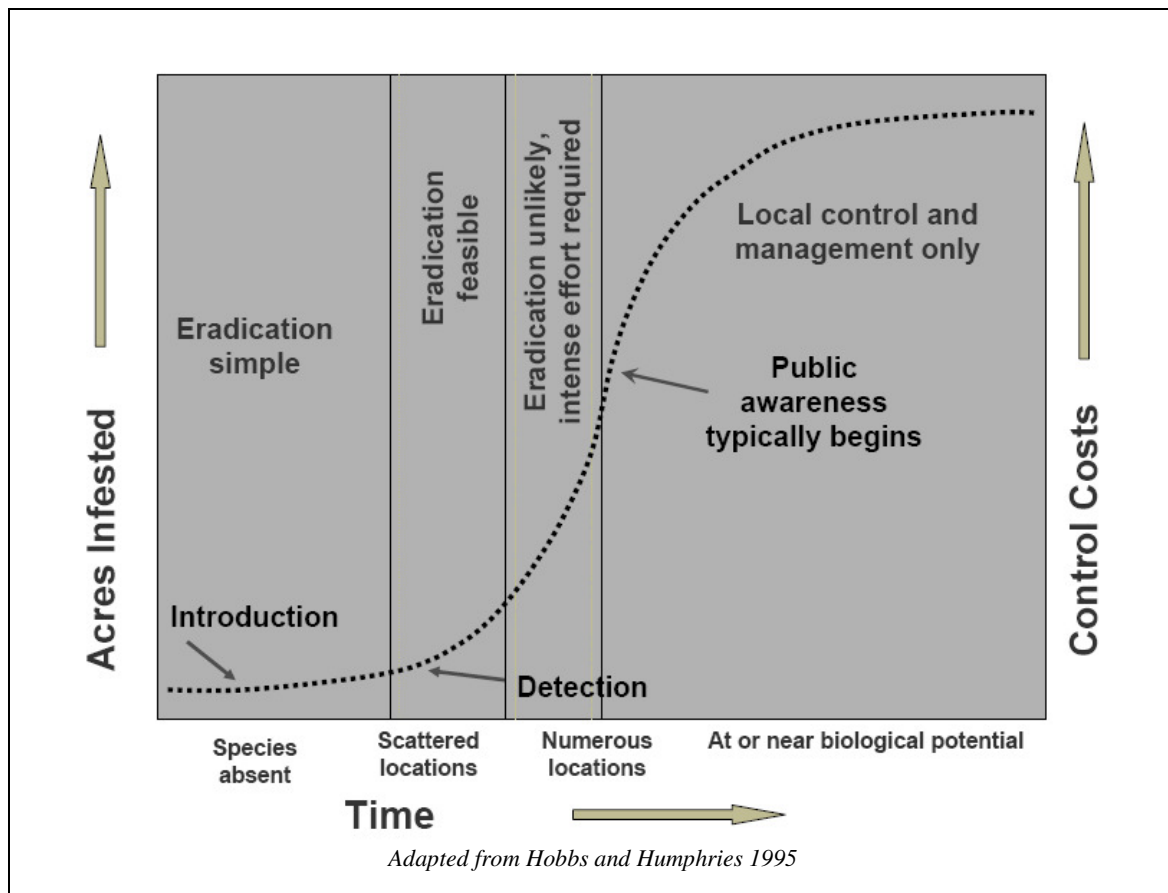 Acres Infested
Eradication
simple
Eradication
feasible
Eradication unlikely,
intense effort required
Local control and
management only
Public
awareness
typically begins
Introduction
Detection
Control Costs
Species
absent
Scattered
locations
Numerous
locations
At or near biological potential
Time
Adapted from Hobbs and Humphries 1995